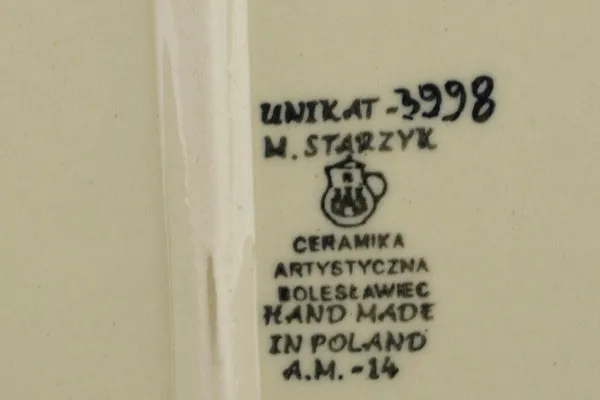 UNIKAT-3998
M. STARZYK
CERAMIKA
ARTYSTYCZNA
BOLESŁAWIEC
HAND MADE
IN POLAND
A.M.-14